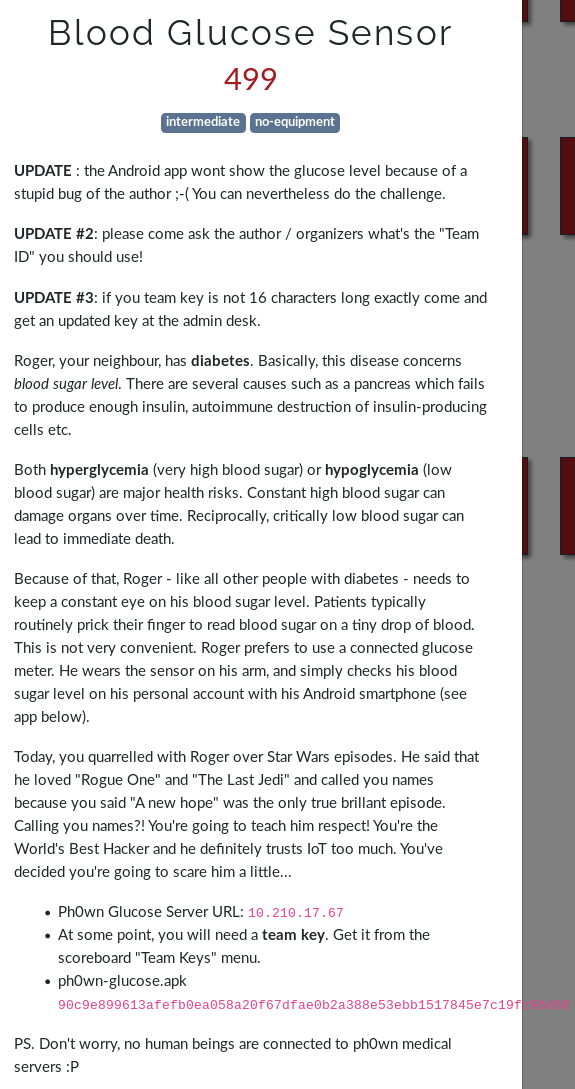 Blood Glucose Sensor
499
intermediate no-equipment
UPDATE : the Android app wont show the glucose level because of a
stupid bug of the author ;-( You can nevertheless do the challenge.
UPDATE #2: please come ask the author / organizers what's the "Team
ID" you should use!
UPDATE #3: if you team key is not 16 characters long exactly come and
get an updated key at the admin desk.
Roger, your neighbour, has diabetes. Basically, this disease concerns
blood sugar level. There are several causes such as a pancreas which fails
to produce enough insulin, autoimmune destruction of insulin-producing
cells etc.
Both hyperglycemia (very high blood sugar) or hypoglycemia (low
blood sugar) are major health risks. Constant high blood sugar can
damage organs over time. Reciprocally, critically low blood sugar can
lead to immediate death.
Because of that, Roger - like all other people with diabetes - needs to
keep a constant eye on his blood sugar level. Patients typically
routinely prick their finger to read blood sugar on a tiny drop of blood.
This is not very convenient. Roger prefers to use a connected glucose
meter. He wears the sensor on his arm, and simply checks his blood
sugar level on his personal account with his Android smartphone (see
app below).
Today, you quarrelled with Roger over Star Wars episodes. He said that
he loved "Rogue One" and "The Last Jedi" and called you names
because you said "A new hope" was the only true brillant episode.
Calling you names?! You're going to teach him respect! You're the
World's Best Hacker and he definitely trusts IoT too much. You've
decided you're going to scare him a little...
• Ph0wn Glucose Server URL: 10.210.17.67
• At some point, you will need a team key. Get it from the
scoreboard "Team Keys" menu.
• ph0wn-glucose.apk
PS. Don't worry, no human beings are connected to ph0wn medical
servers :P